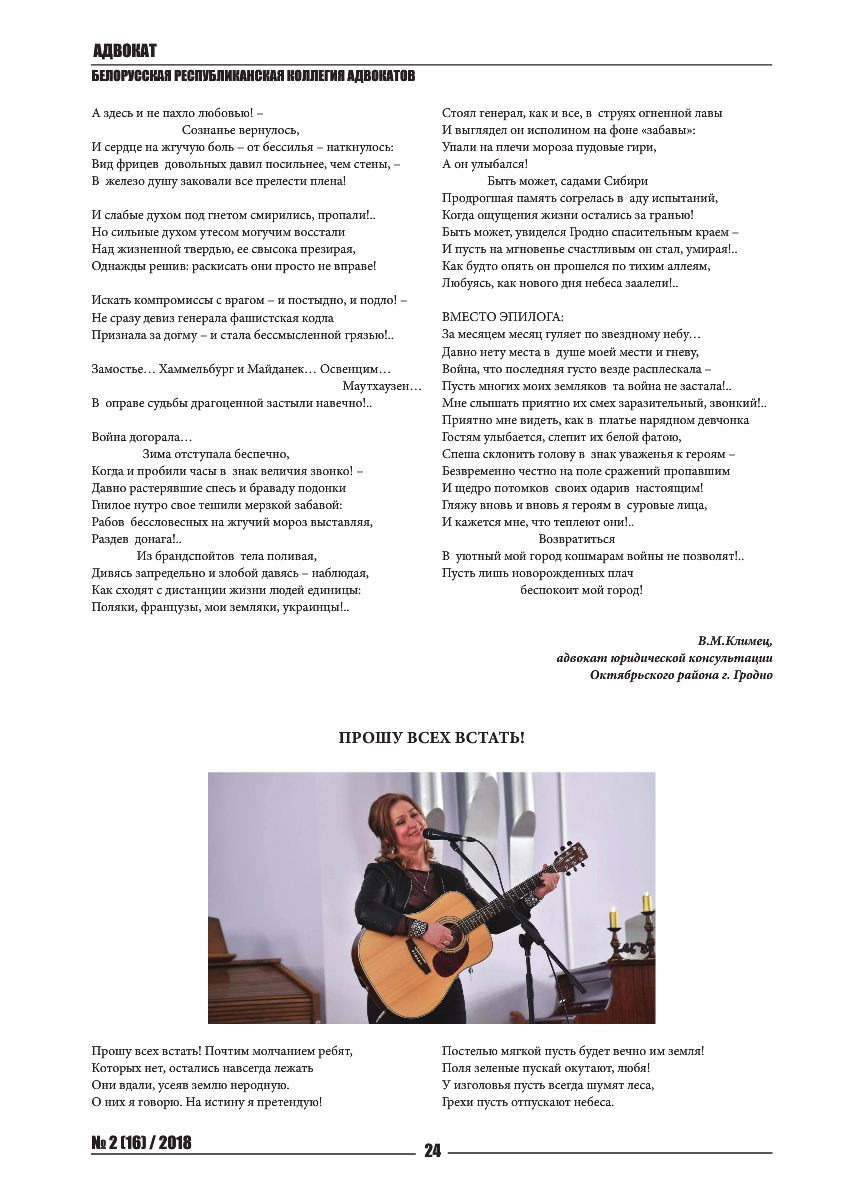 АДВОКАТ
БЕЛОРУССКАЯ РЕСПУБЛИКАНСКАЯ КОЛЛЕГИЯ АДВОКАТОВ
А здесь и не пахло любовью! –
Сознанье вернулось,
И сердце на жгучую боль – от бессилья – наткнулось:
Вид фрицев довольных давил посильнее, чем стены, –
В железо душу заковали все прелести плена!
И слабые духом под гнетом смирились, пропали!..
Но сильные духом утесом могучим восстали
Над жизненной твердью, ее свысока презирая,
Однажды решив: раскисать они просто не вправе!
Искать компромиссы с врагом – и постыдно, и подло! –
Не сразу девиз генерала фашистская кодла
Признала за догму – и стала бессмысленной грязью!..
Замостье… Хаммельбург и Майданек… Освенцим…
Маутхаузен…
В оправе судьбы драгоценной застыли навечно!..
Война догорала…
Зима отступала беспечно,
Когда и пробили часы в знак величия звонко! –
Давно растерявшие спесь и браваду подонки
Гнилое нутро свое тешили мерзкой забавой:
Рабов бессловесных на жгучий мороз выставляя,
Раздев донага!..
Из брандспойтов тела поливая,
Дивясь запредельно и злобой давясь – наблюдая,
Как сходят с дистанции жизни людей единицы:
Поляки, французы, мои земляки, украинцы!..
Стоял генерал, как и все, в струях огненной лавы
И выглядел он исполином на фоне «забавы»:
Упали на плечи мороза пудовые гири,
А он улыбался!
Быть может, садами Сибири
Продрогшая память согрелась в аду испытаний,
Когда ощущения жизни остались за гранью!
Быть может, увиделся Гродно спасительным краем –
И пусть на мгновенье счастливым он стал, умирая!..
Как будто опять он прошелся по тихим аллеям,
Любуясь, как нового дня небеса заалели!..
ВМЕСТО ЭПИЛОГА:
За месяцем месяц гуляет по звездному небу…
Давно нету места в душе моей мести и гневу,
Война, что последняя густо везде расплескала –
Пусть многих моих земляков та война не застала!..
Мне слышать приятно их смех заразительный, звонкий!..
Приятно мне видеть, как в платье нарядном девчонка
Гостям улыбается, слепит их белой фатою,
Спеша склонить голову в знак уваженья к героям –
Безвременно честно на поле сражений пропавшим
И щедро потомков своих одарив настоящим!
Гляжу вновь и вновь я героям в суровые лица,
И кажется мне, что теплеют они!..
Возвратиться
В уютный мой город кошмарам войны не позволят!..
Пусть лишь новорожденных плач
беспокоит мой город!
В.М.Климец,
адвокат юридической консультации
Октябрьского района г. Гродно
ПРОШУ ВСЕХ ВСТАТЬ!
Прошу всех встать! Почтим молчанием ребят,
Которых нет, остались навсегда лежать
Они вдали, усеяв землю неродную.
О них я говорю. На истину я претендую!
Постелью мягкой пусть будет вечно им земля!
Поля зеленые пускай окутают, любя!
У изголовья пусть всегда шумят леса,
Грехи пусть отпускают небеса.
№ 2 (16) / 2018
24